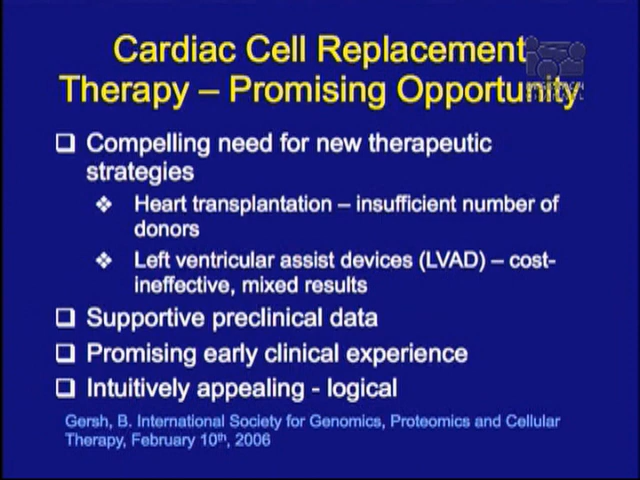 Cardiac Cell Replacement
Therapy – Promising Opportunity
❑ Compelling need for new therapeutic
strategies
❖ Heart transplantation – insufficient number of
donors
❖ Left ventricular assist devices (LVAD) – cost-
ineffective, mixed results
❑ Supportive preclinical data
❑ Promising early clinical experience
❑ Intuitively appealing - logical
Gersh, B. International Society for Genomics, Proteomics and Cellular
Therapy, February 10th, 2006